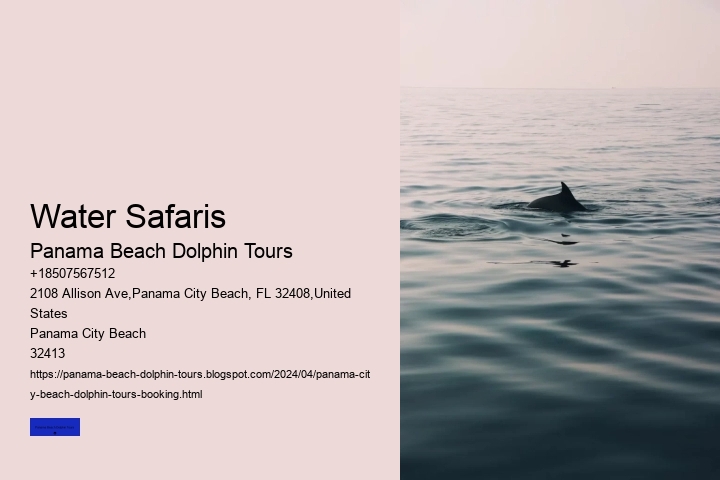 Water Safaris
Panama Beach Dolphin Tours
+18507567512
2108 Allison Ave,Panama City Beach, FL 32408,United
States
Panama City Beach
32413
https://panama-beach-dolphin-tours.blogspot.com/2024/04/panama-cit
y-beach-dolphin-tours-booking.html